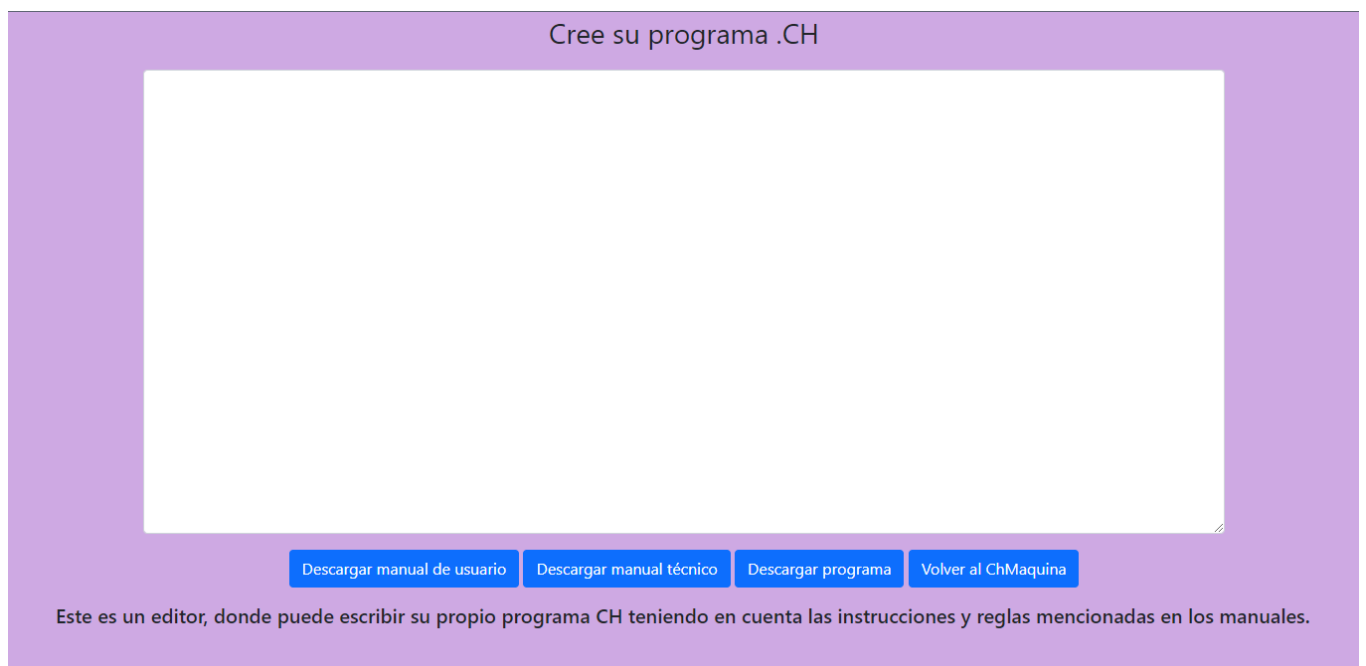 Cree su programa .CH
Descargar manual de usuario Descargar manual técnico Descargar programa Volver al ChMaquina
Este es un editor, donde puede escribir su propio programa CH teniendo en cuenta las instrucciones y reglas mencionadas en los manuales.